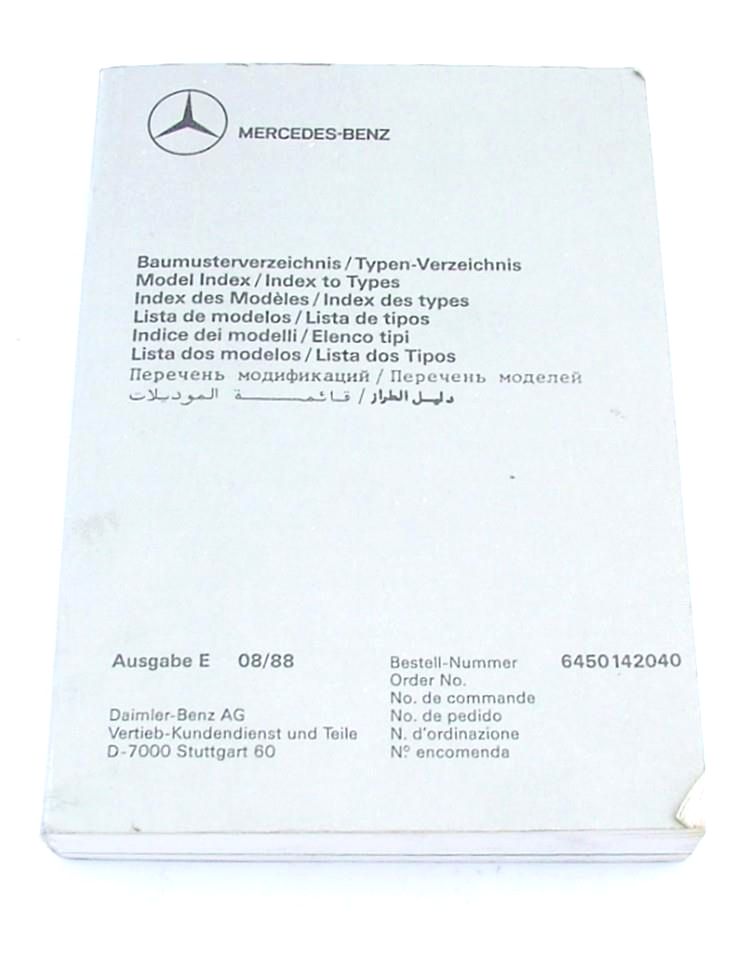 MERCEDES-BENZ
Baumusterverzeichnis / Typen-Verzeichnis
Model Index / Index to Types
Index des Modèles / Index des types
Lista de modelos / Lista de tipos
Indice dei modelli / Elenco tipi
Lista dos modelos / Lista dos Tipos
Перечень модификаций / Перечень моделей
دليل الطراز / قائمـــــة الموديلات
Ausgabe E 08/88
Daimler-Benz AG
Vertieb-Kundendienst und Teile
D-7000 Stuttgart 60
Bestell-Nummer 6450142040
Order No.
No. de commande
No. de pedido
N. d'ordinazione
Nº encomenda